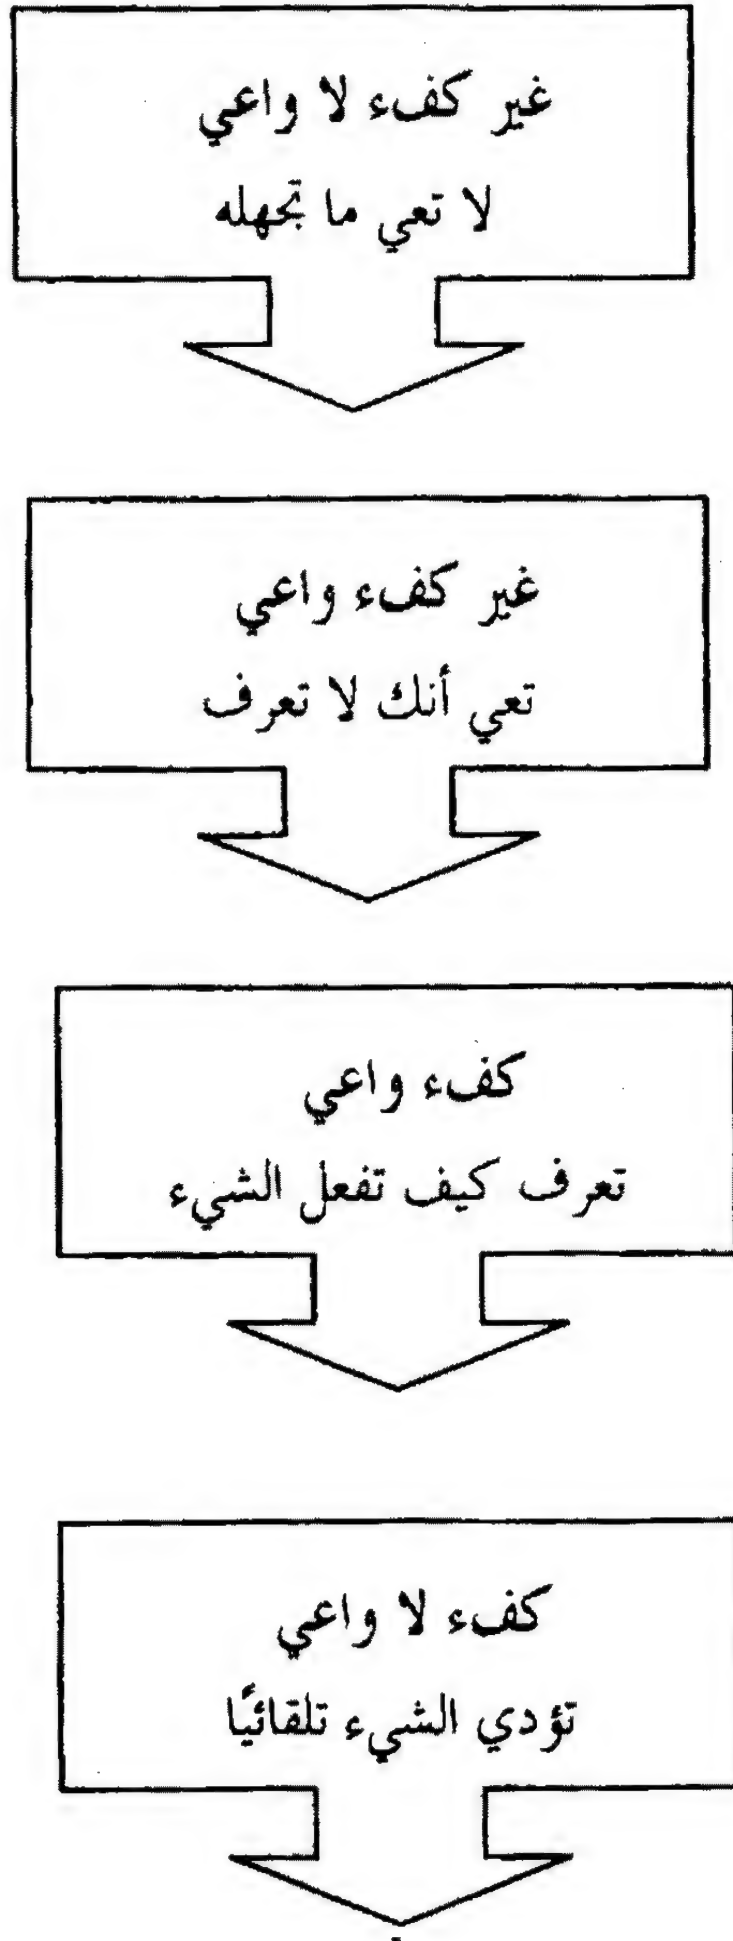 غير كفء لا واعي
لا تعي ما تجهله
غير كفء واعي
تعي أنك لا تعرف
كفء واعي
تعرف كيف تفعل الشيء
كفء لا واعي
تؤدي الشيء تلقائيًا